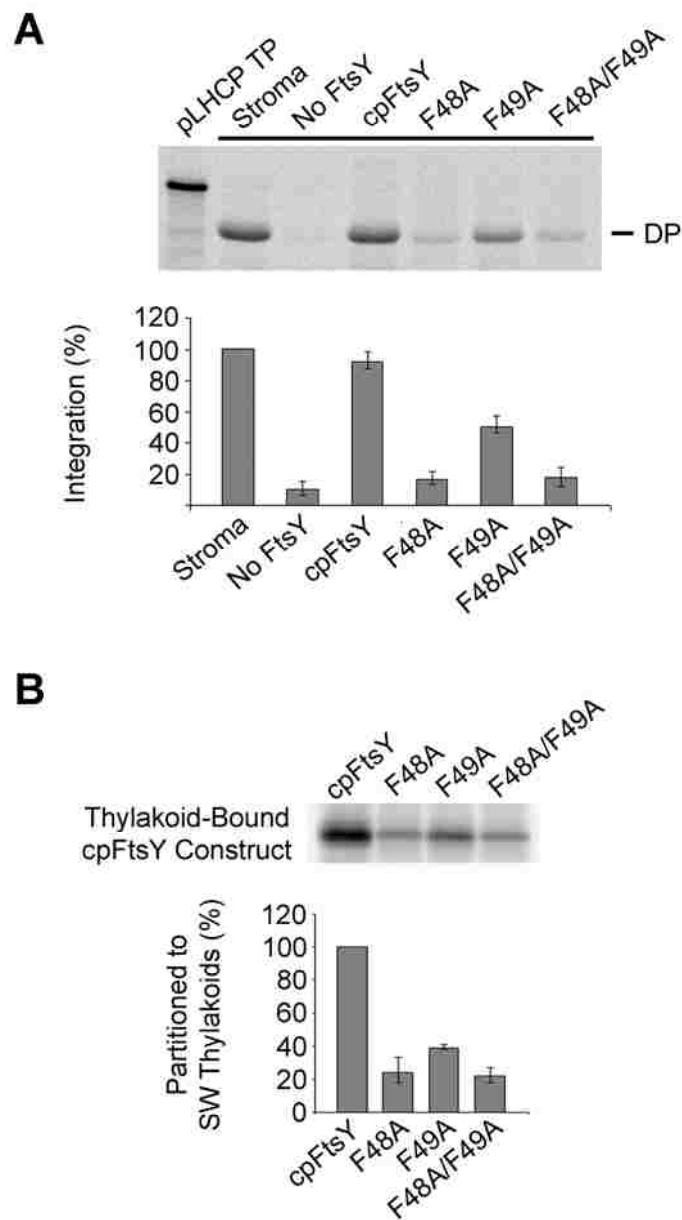 A
pLHCP TP
Stroma
No FtsY
cpFtsY
F48A
F49A
F48A/F49A
DP
Integration (%)
120
100
80
60
40
20
Stroma
No FtsY
cpFtsY
F48A
F49A
F48A/F49A
B
cpFtsY
F48A
F49A
F48A/F49A
Thylakoid-Bound
cpFtsY Construct
Partitioned to
SW Thylakoids (%)
120
100
80
60
40
20
0
cpFtsY
F48A
F49A
F48A/F49A